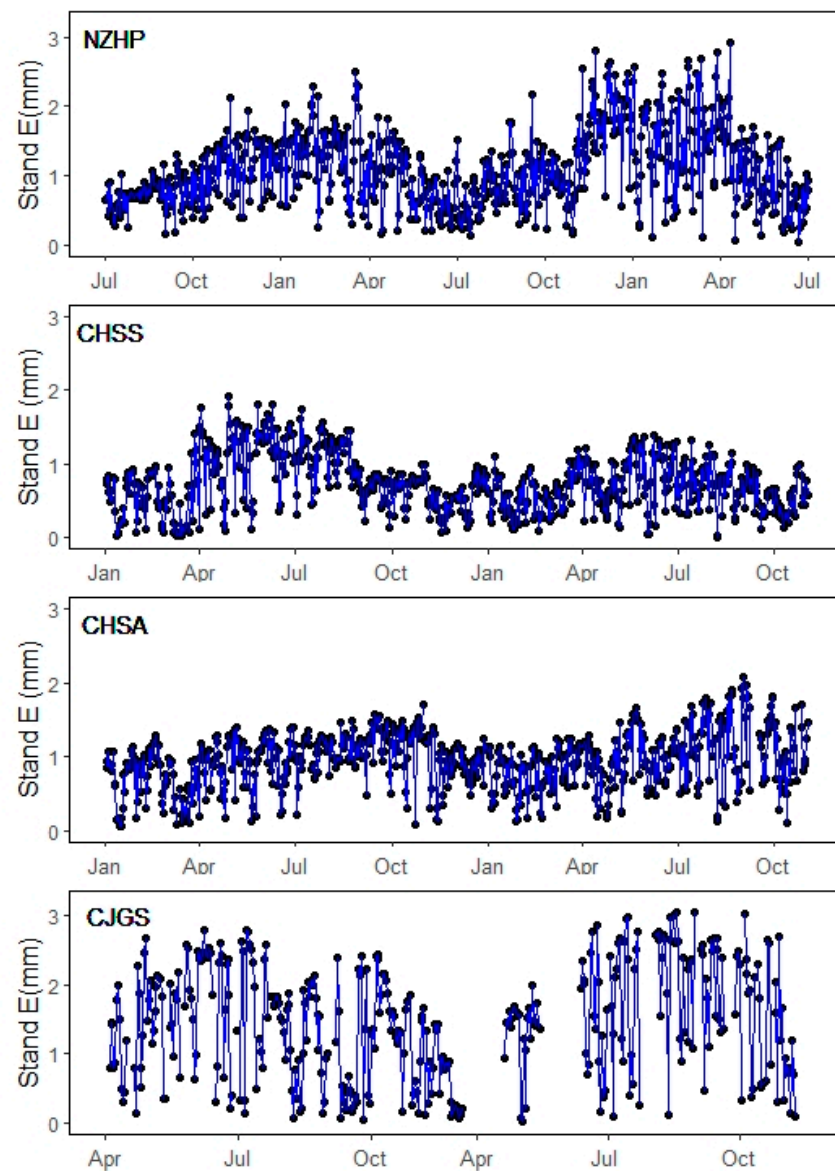 NZHP
Stand E(mm)
3
2
1
0
Jul Oct Jan Apr Jul Oct Jan Apr Jul
CHSS
Stand E (mm)
3
2
1
0
Jan Apr Jul Oct Jan Apr Jul Oct
CHSA
Stand E (mm)
3
2
1
0
Jan Apr Jul Oct Jan Apr Jul Oct
CJGS
Stand E(mm)
3
2
1
0
Apr Jul Oct Apr Jul Oct